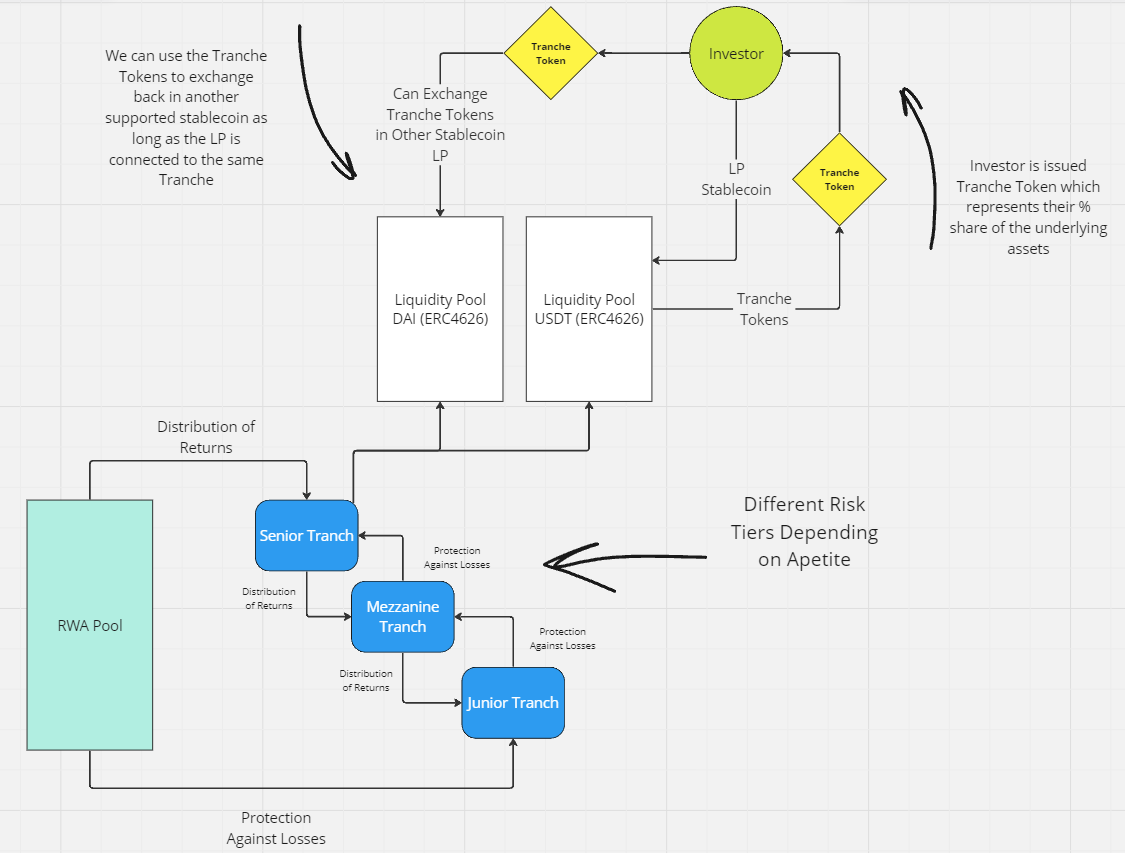 We can use the Tranche
Tokens to exchange
back in another
supported stablecoin as
long as the LP is
connected to the same
Tranche
Can Exchange
Tranche Tokens
in Other Stablecoin
LP
Tranche
Token
Investor
LP
Stablecoin
Tranche
Token
Investor is issued
Tranche Token which
represents their %
share of the underlying
assets
Liquidity Pool
DAI (ERC4626)
Liquidity Pool
USDT (ERC4626)
Tranche
Tokens
Distribution of
Returns
RWA Pool
Senior Tranch
Protection
Against Losses
Distribution
of Returns
Mezzanine
Tranch
Protection
Against Losses
Distribution
of Returns
Junior Tranch
Different Risk
Tiers Depending
on Apetite
Protection
Against Losses